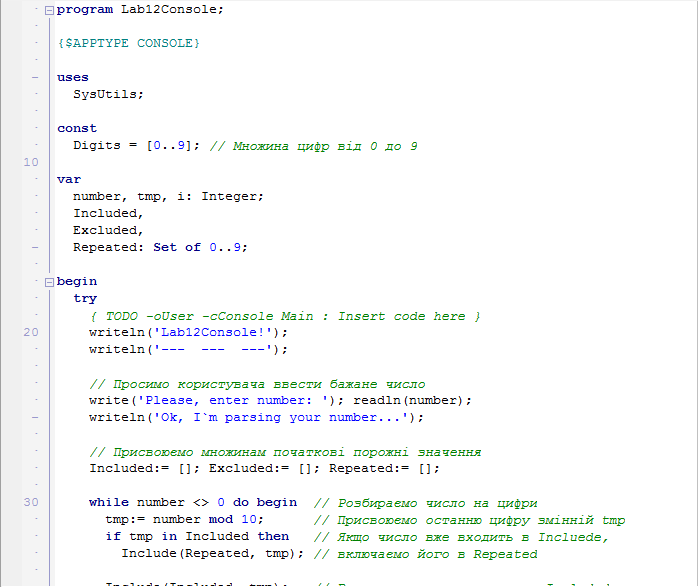 program Lab12Console;
{$APPTYPE CONSOLE}
uses
SysUtils;
const
Digits = [0..9]; // Множина цифр від 0 до 9
10
var
number, tmp, i: Integer;
Included,
Excluded,
Repeated: Set of 0..9;
begin
try
{ TODO -oUser -cConsole Main : Insert code here }
20 writeln('Lab12Console!');
writeln('---  ---  ---');
// Просимо користувача ввести бажане число
write('Please, enter number: '); readln(number);
writeln('Ok, I`m parsing your number...');
// Присвоюємо множинам початкові порожні значення
Included:= []; Excluded:= []; Repeated:= [];
30 while number <> 0 do begin // Розбираємо число на цифри
tmp:= number mod 10; // Присвоюємо останню цифру змінній tmp
if tmp in Included then // Якщо число вже входить в Incluede,
Include(Repeated, tmp); // включаємо його в Repeated